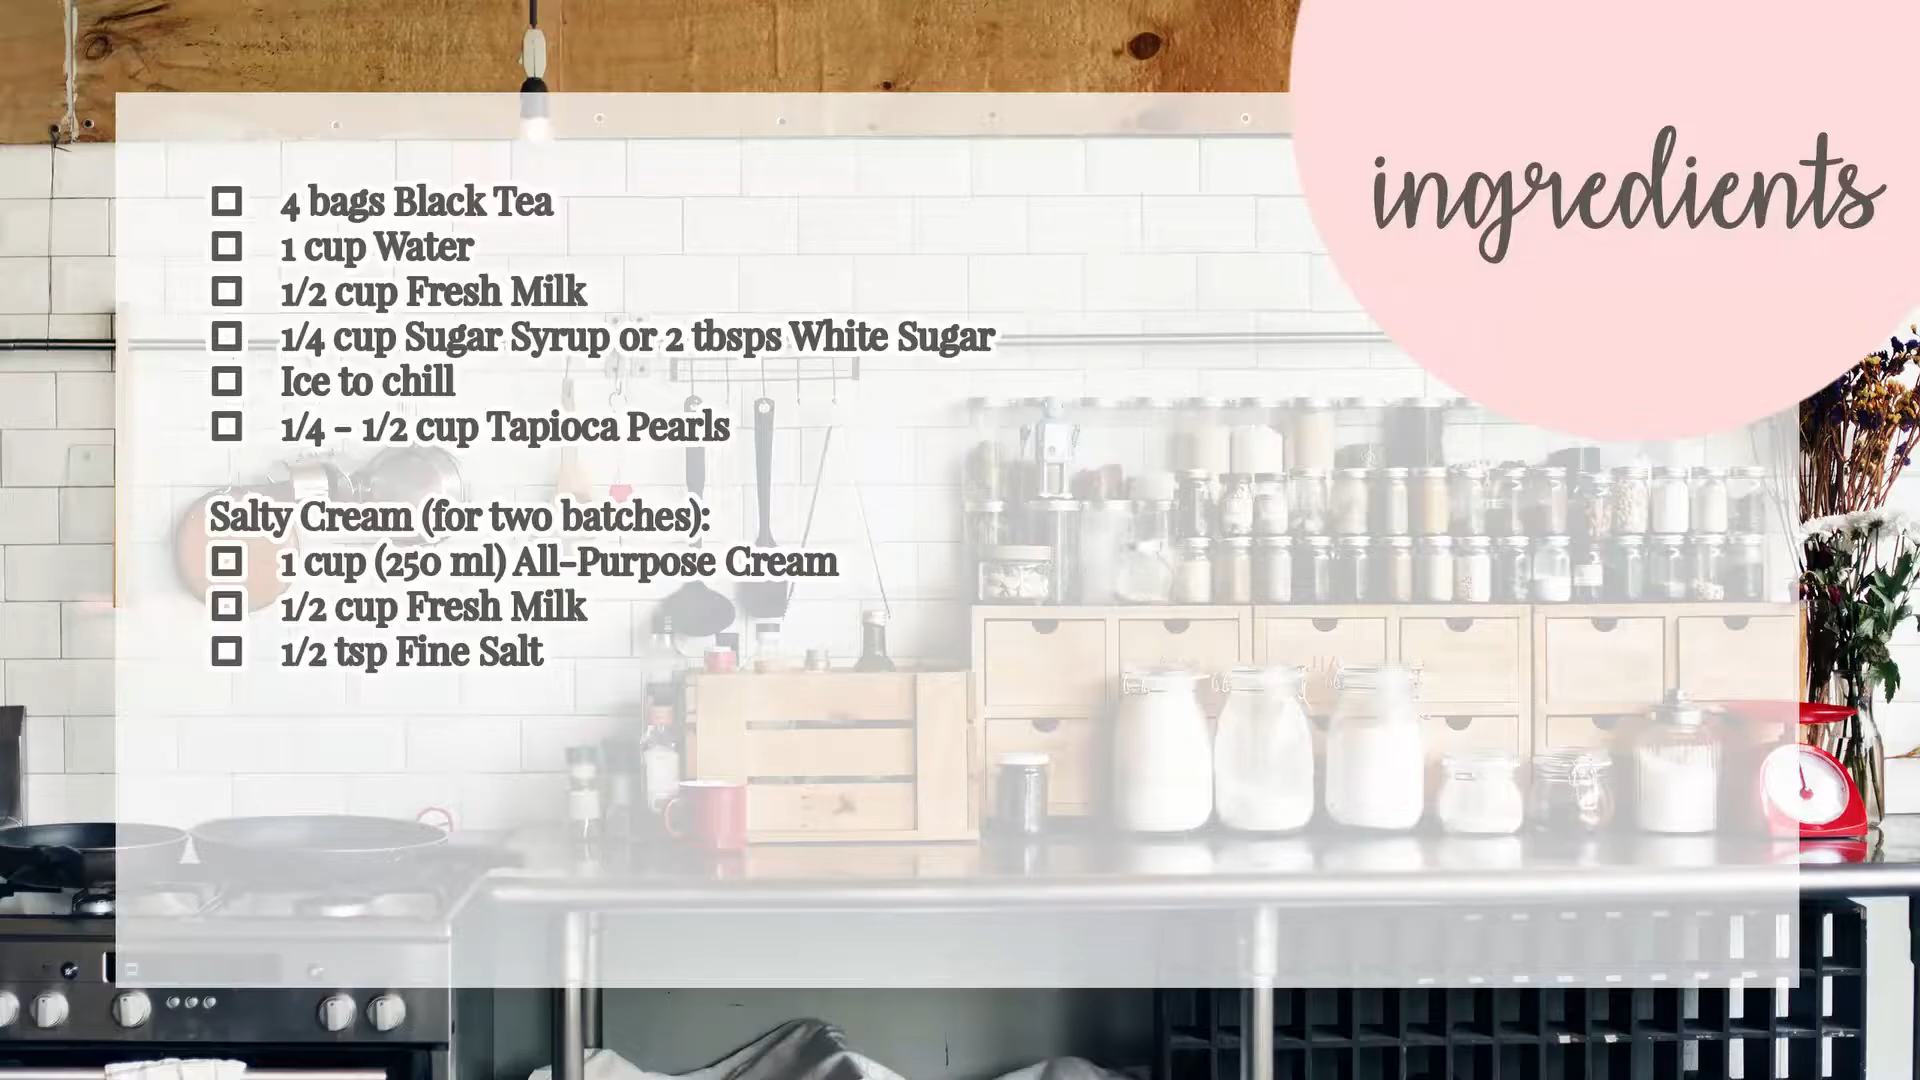 ingredients
4 bags Black Tea
1 cup Water
1/2 cup Fresh Milk
1/4 cup Sugar Syrup or 2 tbsps White Sugar
Ice to chill
1/4 - 1/2 cup Tapioca Pearls
Salty Cream (for two batches):
1 cup (250 ml) All-Purpose Cream
1/2 cup Fresh Milk
1/2 tsp Fine Salt